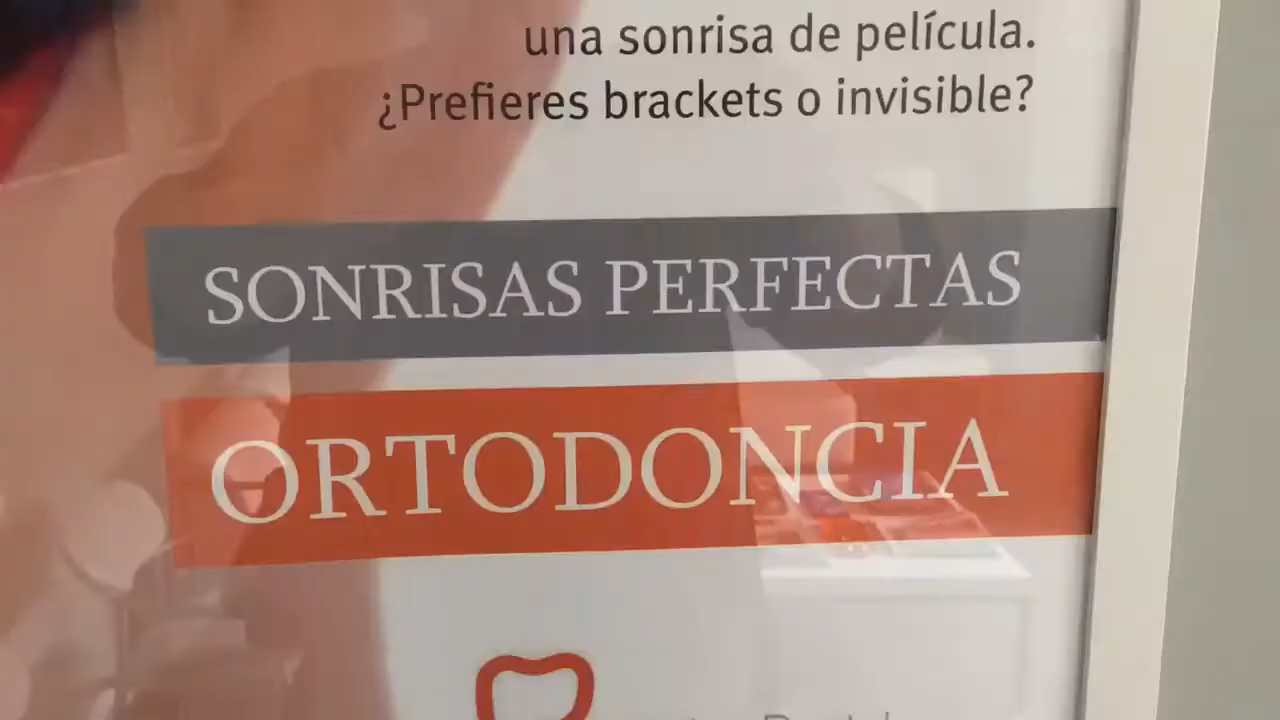 una sonrisa de película.
¿Prefieres brackets o invisible?
SONRISAS PERFECTAS
ORTODONCIA